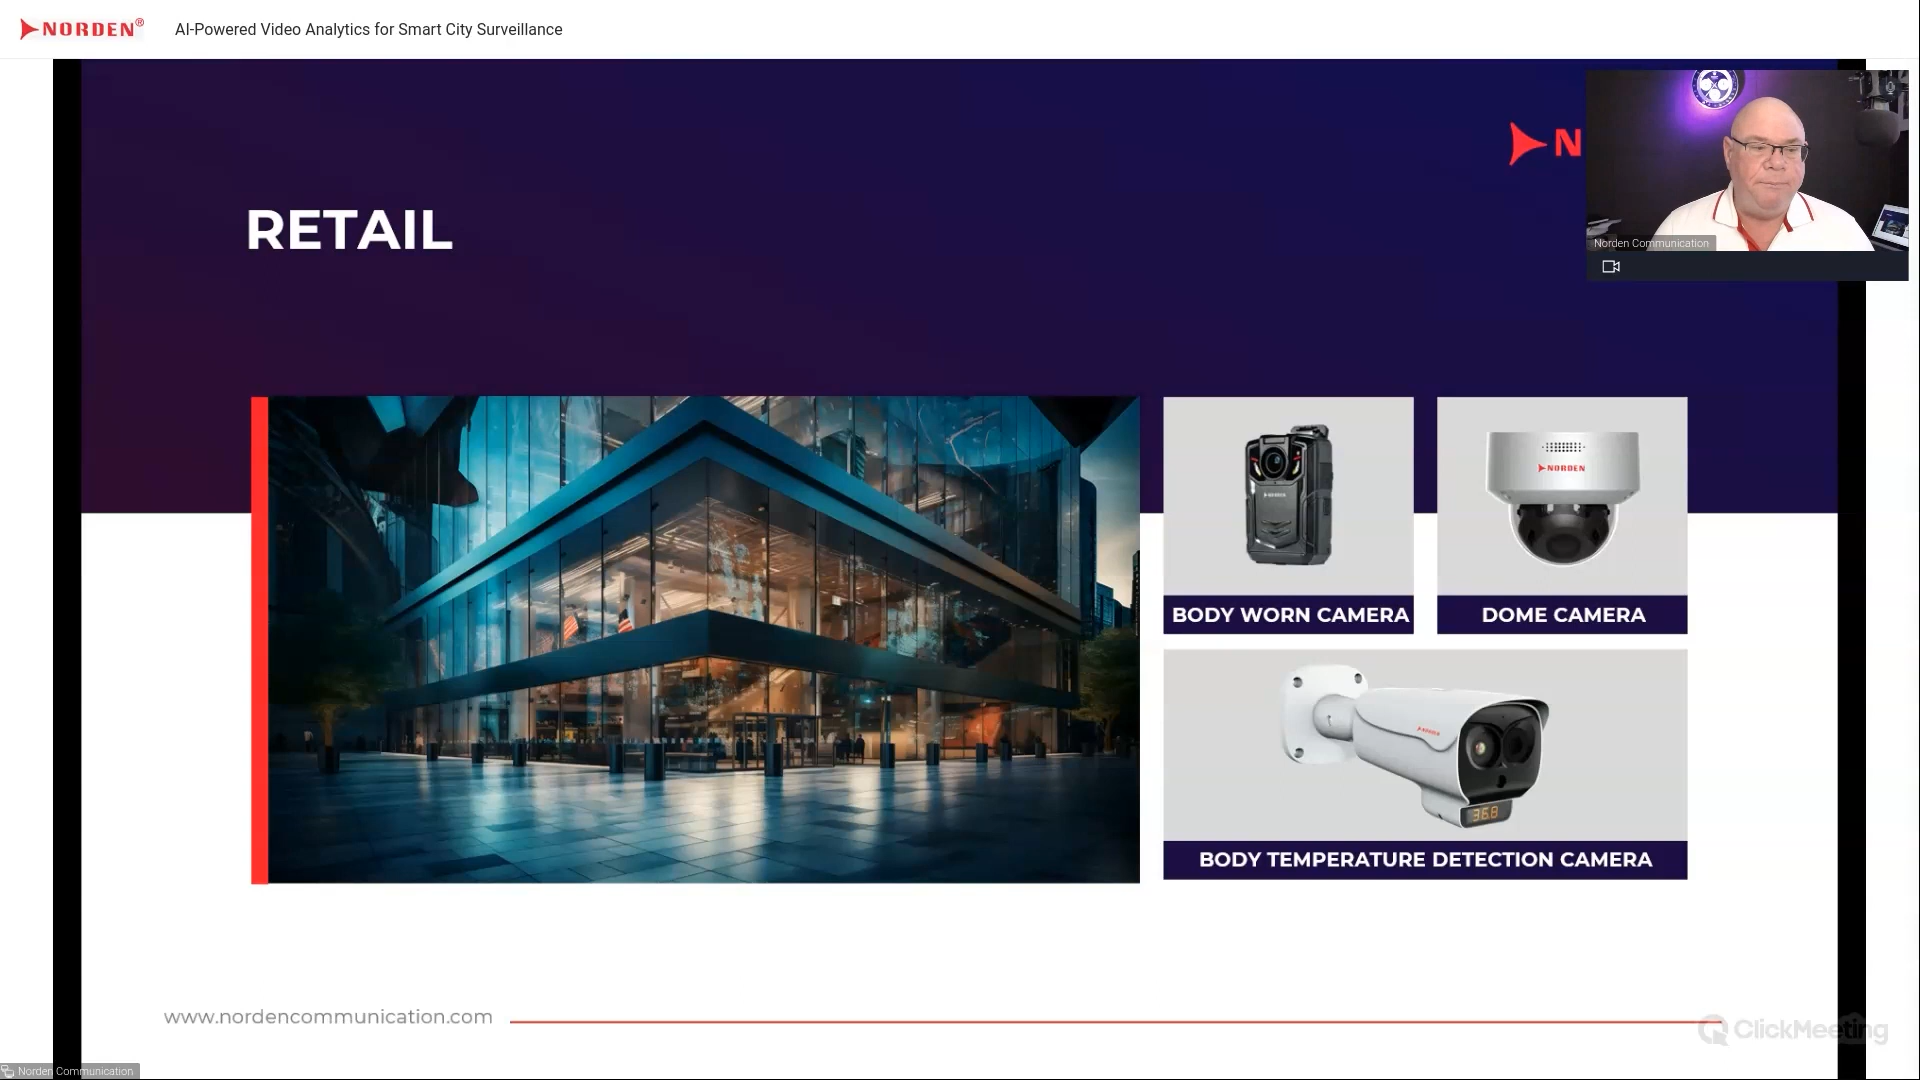 NORDEN®
AI-Powered Video Analytics for Smart City Surveillance
N
Norden Communication
RETAIL
NORDEN
NORDEN
BODY WORN CAMERA
DOME CAMERA
NORDEN
36.8
BODY TEMPERATURE DETECTION CAMERA
www.nordencommunication.com
ClickMeeting
Norden Communication